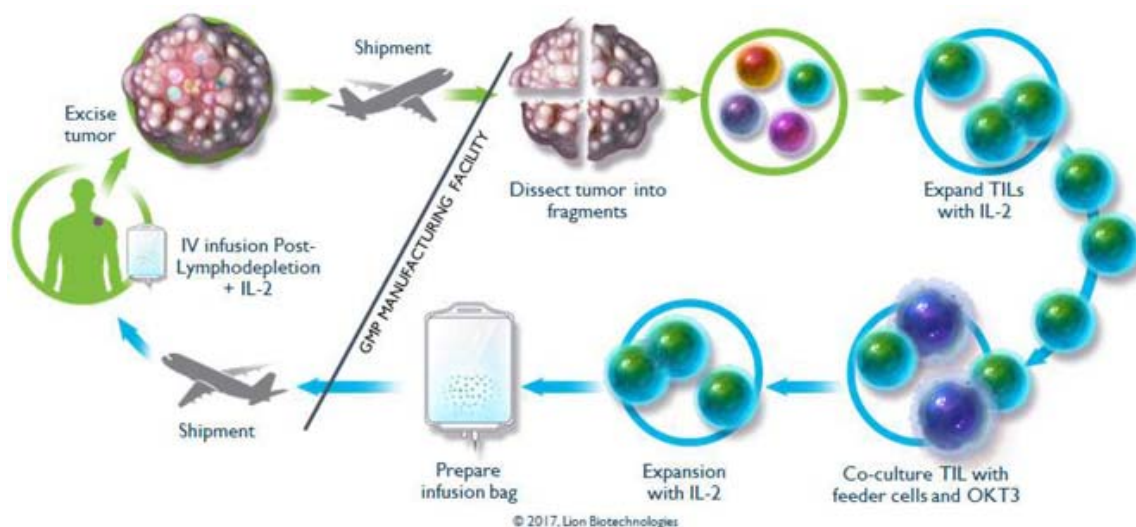 Shipment
Excise
tumor
GMP MANUFACTURING FACILITY
Dissect tumor into
fragments
Expand TILs
with IL-2
IV infusion Post-
Lymphodepletion
+ IL-2
Shipment
Prepare
infusion bag
Expansion
with IL-2
Co-culture TIL with
feeder cells and OKT3
© 2017, Lion Biotechnologies